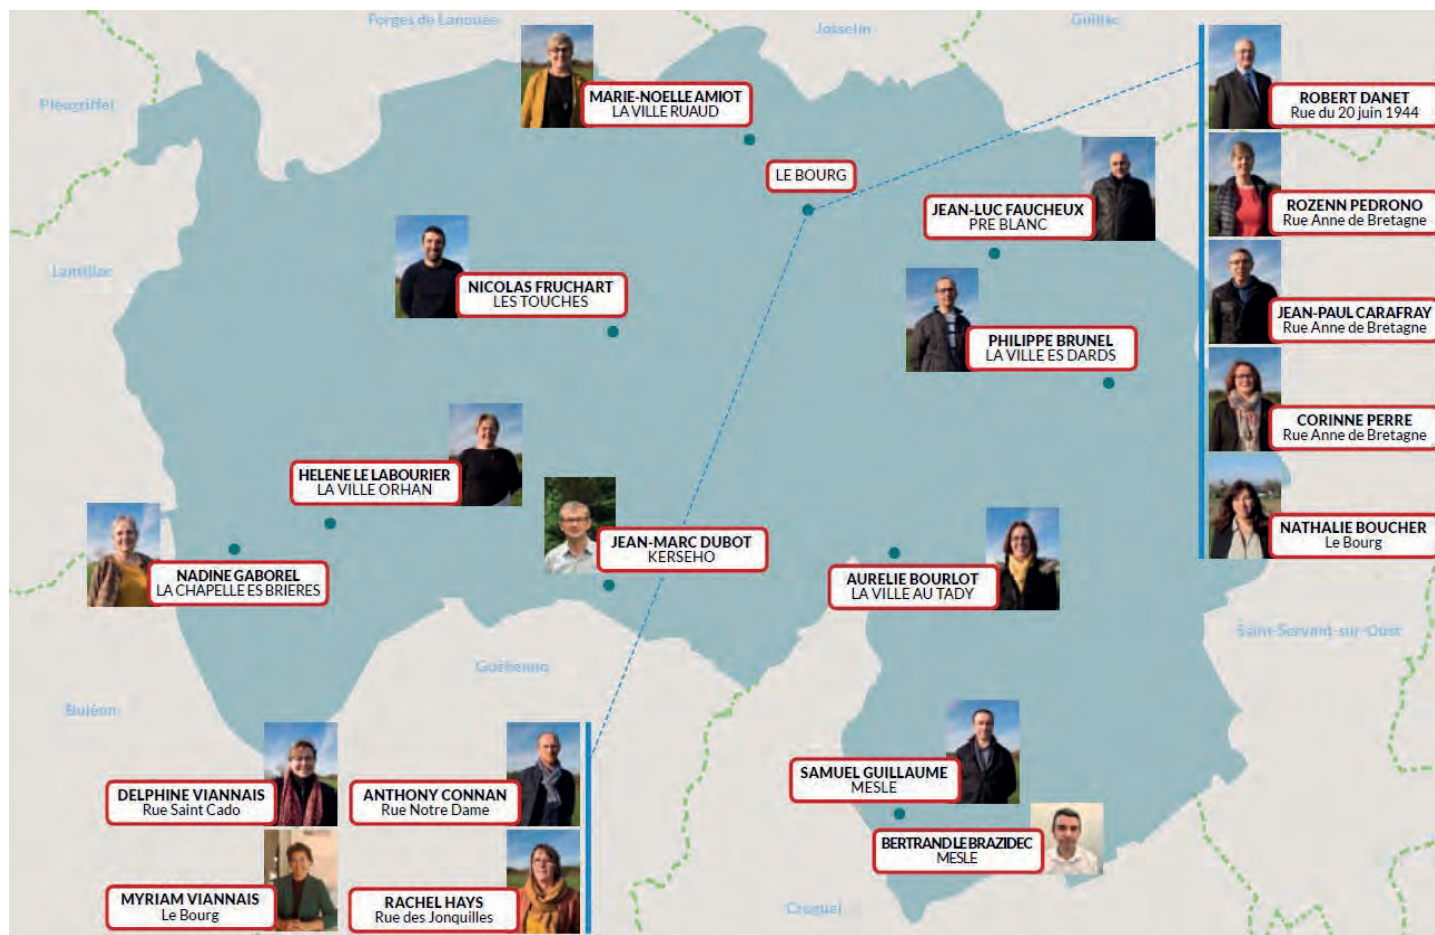 Forges de Lanouée
Josselin
Guillac
Pleugriffet
MARIE-NOELLE AMIOT
LA VILLE RUAUD
ROBERT DANET
Rue du 20 juin 1944
LE BOURG
JEAN-LUC FAUCHEUX
PRE BLANC
ROZENN PEDRONO
Rue Anne de Bretagne
Lantillac
NICOLAS FRUCHART
LES TOUCHES
JEAN-PAUL CARAFRAY
Rue Anne de Bretagne
PHILIPPE BRUNEL
LA VILLE ES DARDS
CORINNE PERRE
Rue Anne de Bretagne
HELENE LE LABOURIER
LA VILLE ORHAN
NATHALIE BOUCHER
Le Bourg
JEAN-MARC DUBOT
KERSEHO
NADINE GABOREL
LA CHAPELLE ES BRIERES
AURELIE BOURLOT
LA VILLE AU TADY
Saint-Servant-sur-Oust
Guéhenno
Buléon
SAMUEL GUILLAUME
MESLE
DELPHINE VIANNAIS
Rue Saint Cado
ANTHONY CONNAN
Rue Notre Dame
BERTRAND LE BRAZIDEC
MESLE
MYRIAM VIANNAIS
Le Bourg
RACHEL HAYS
Rue des Jonquilles
Cruguel